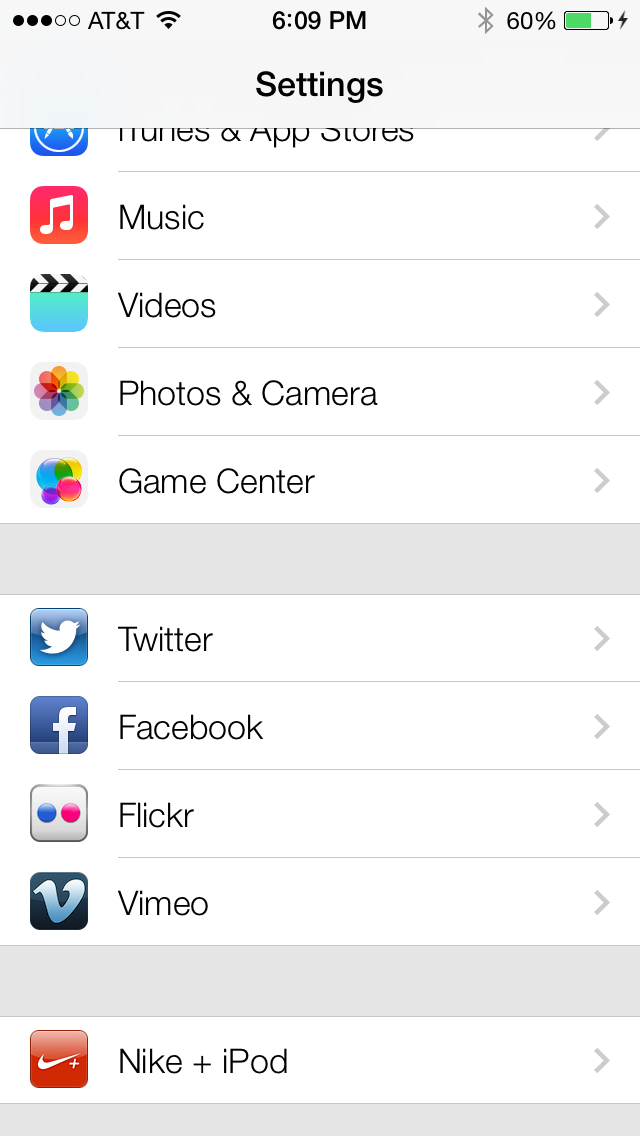 AT&T 6:09 PM 60%
Settings
iTunes & App Stores
Music
Videos
Photos & Camera
Game Center
Twitter
Facebook
Flickr
Vimeo
Nike + iPod